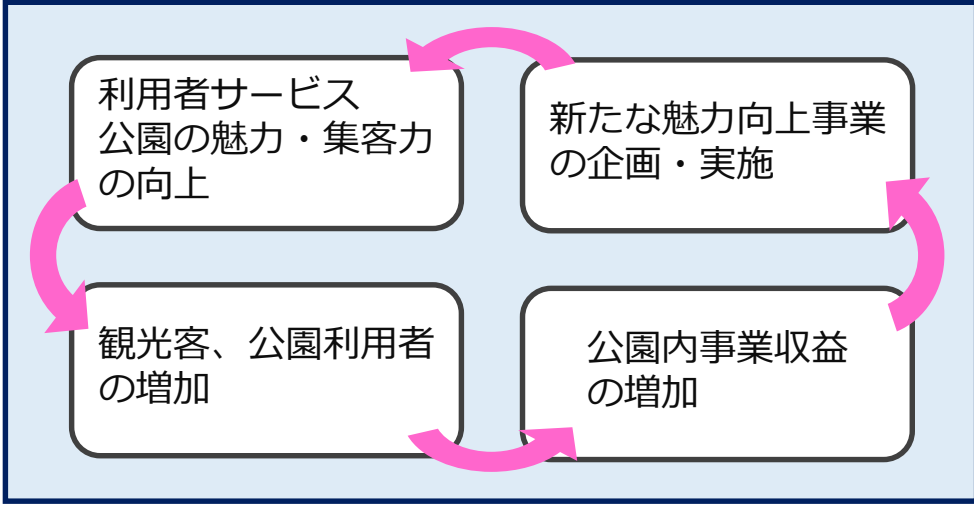 利用者サービス
公園の魅力・集客力
の向上
新たな魅力向上事業
の企画・実施
観光客、公園利用者
の増加
公園内事業収益
の増加